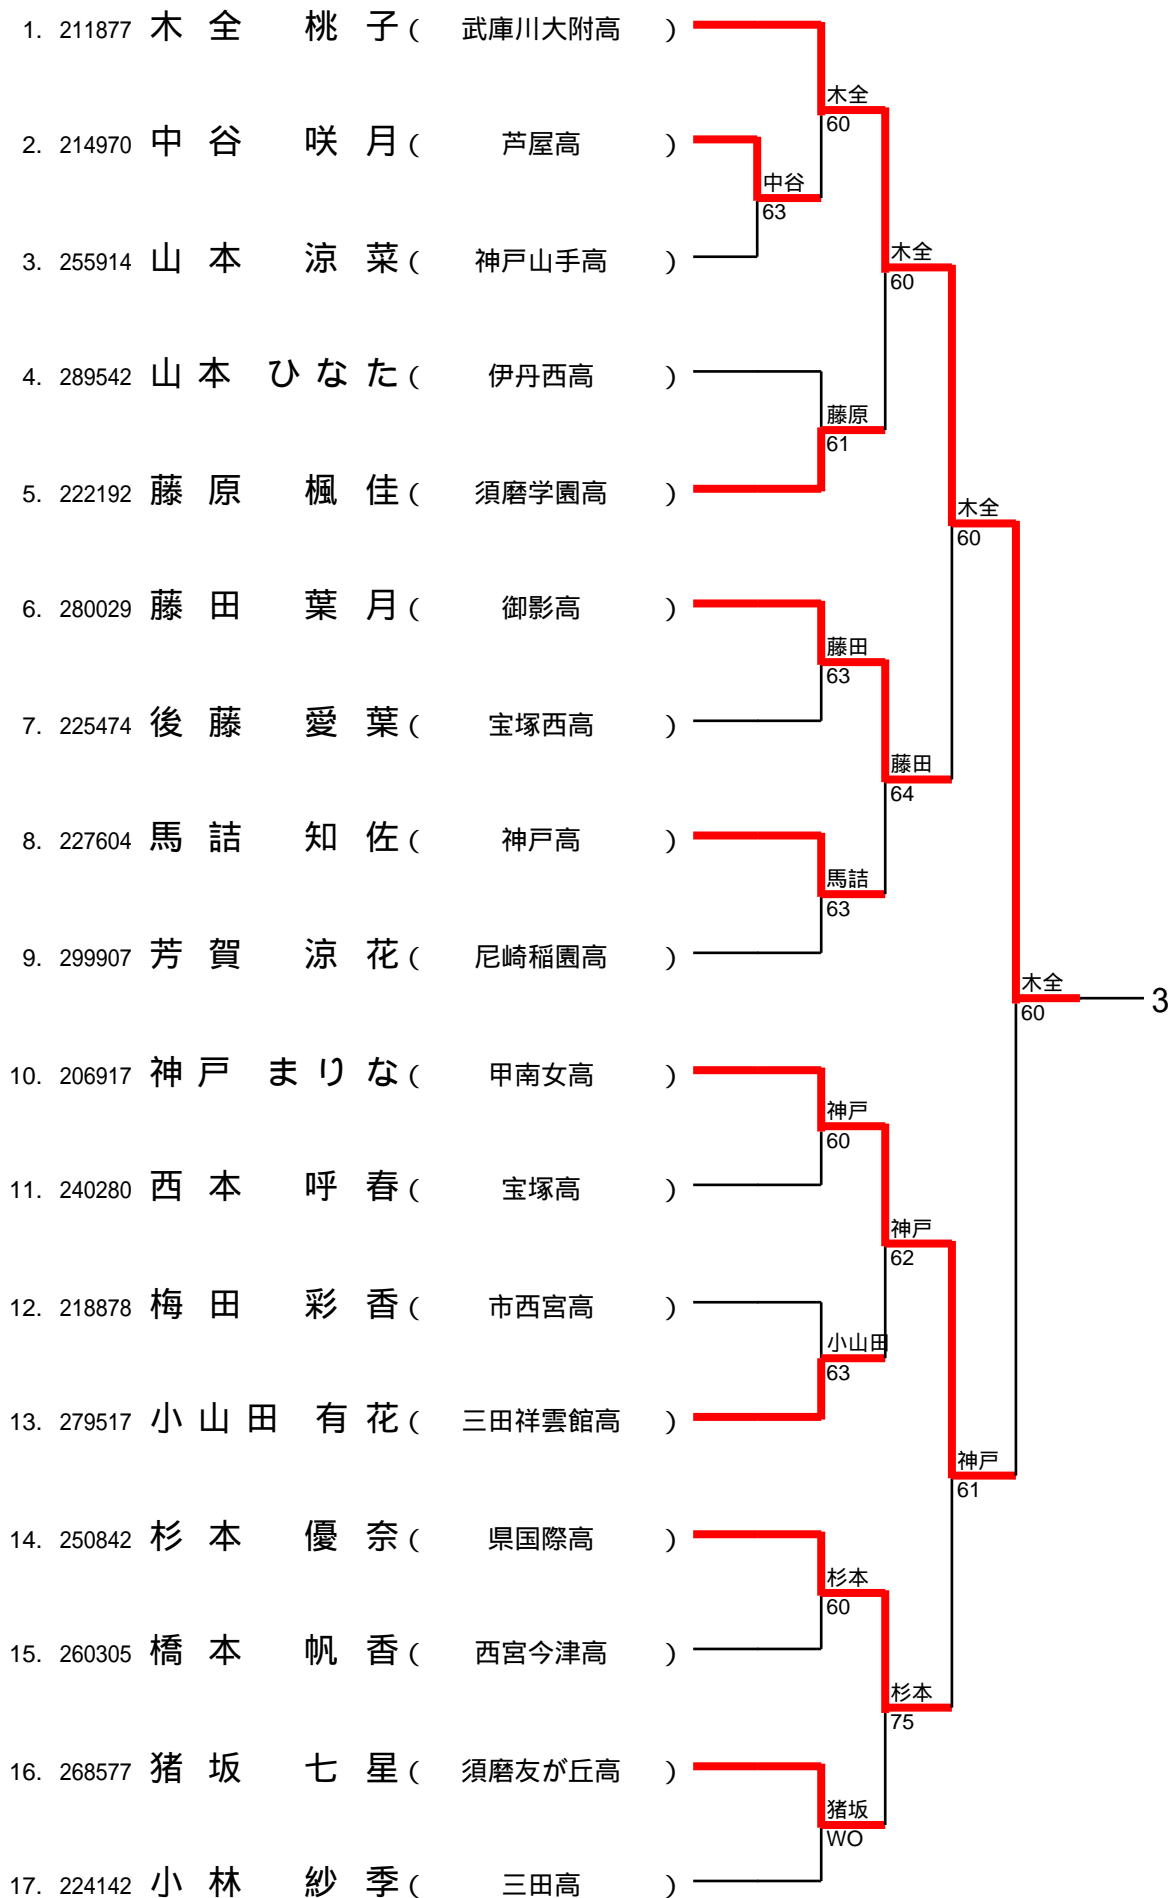 1. 211877 木全 桃子 ( 武庫川大附高 )
木全
60
2. 214970 中谷 咲月 ( 芦屋高 )
中谷
63
3. 255914 山本 涼菜 ( 神戸山手高 )
木全
60
4. 289542 山本 ひなた ( 伊丹西高 )
藤原
61
5. 222192 藤原 楓佳 ( 須磨学園高 )
木全
60
6. 280029 藤田 葉月 ( 御影高 )
藤田
63
7. 225474 後藤 愛葉 ( 宝塚西高 )
藤田
64
8. 227604 馬詰 知佐 ( 神戸高 )
馬詰
63
9. 299907 芳賀 涼花 ( 尼崎稲園高 )
木全
60
3
10. 206917 神戸 まりな ( 甲南女高 )
神戸
60
11. 240280 西本 呼春 ( 宝塚高 )
神戸
62
12. 218878 梅田 彩香 ( 市西宮高 )
小山田
63
13. 279517 小山田 有花 ( 三田祥雲館高 )
神戸
61
14. 250842 杉本 優奈 ( 県国際高 )
杉本
60
15. 260305 橋本 帆香 ( 西宮今津高 )
杉本
75
16. 268577 猪坂 七星 ( 須磨友が丘高 )
猪坂
WO
17. 224142 小林 紗季 ( 三田高 )